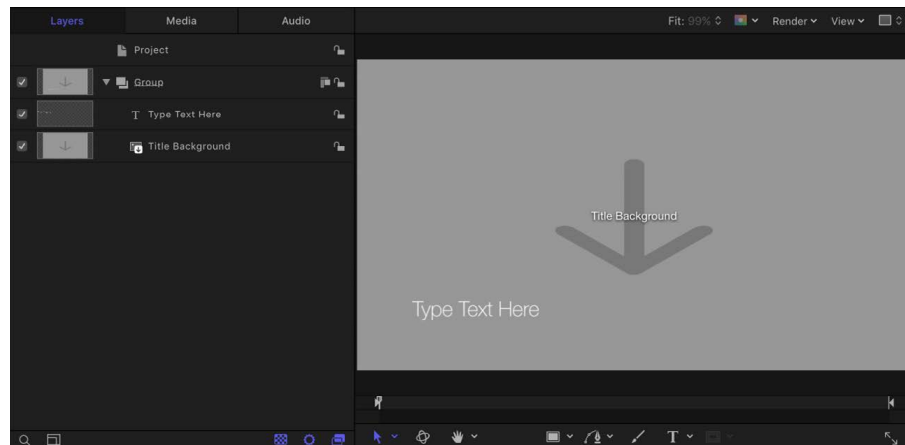 Layers Media Audio Fit: 99% Render View
Project
Group
T Type Text Here
Title Background
Title Background
Type Text Here
T